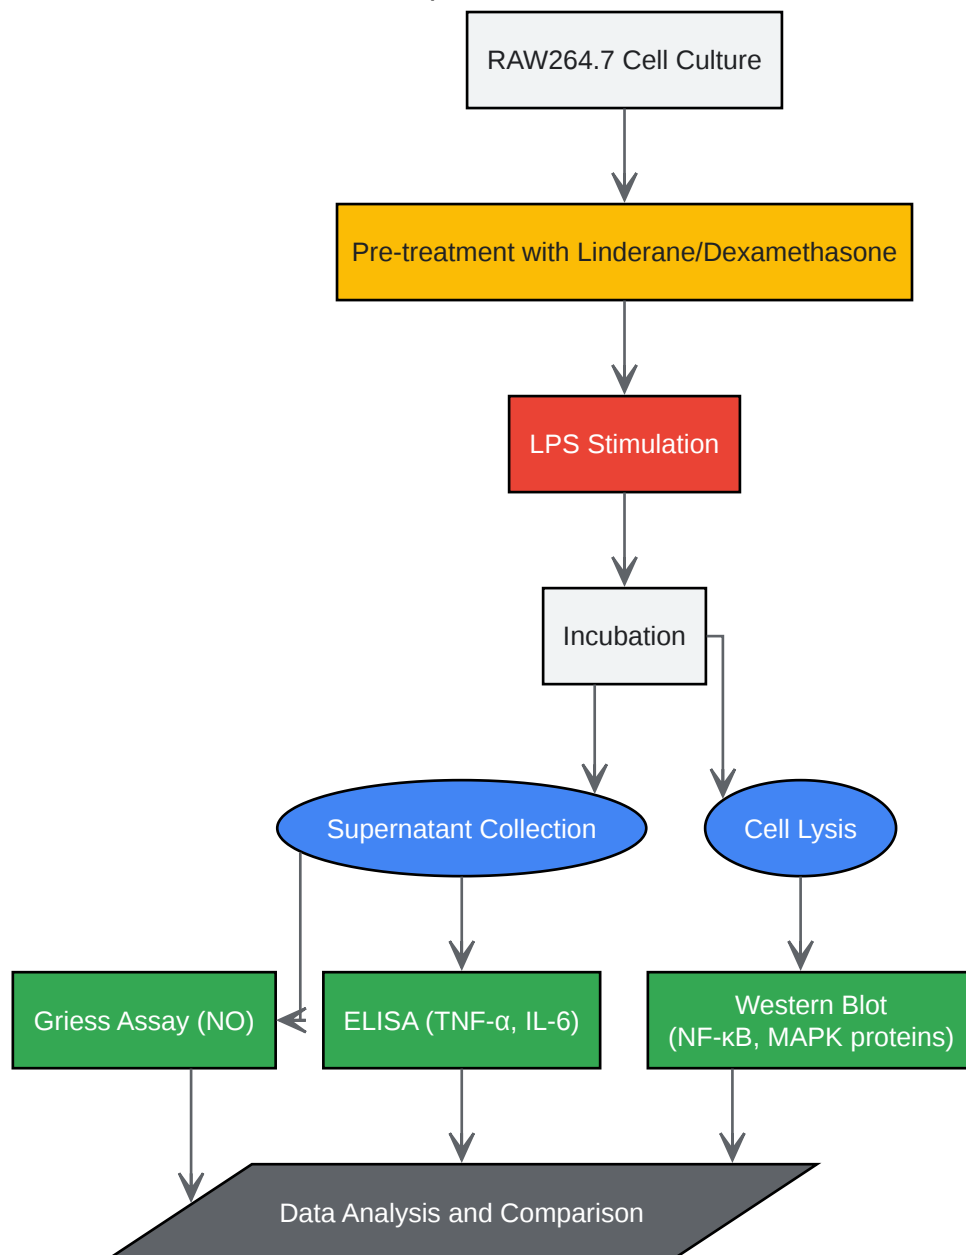 RAW264.7 Cell Culture
Pre-treatment with Linderane/Dexamethasone
LPS Stimulation
Incubation
Supernatant Collection
Cell Lysis
Griess Assay (NO)
ELISA (TNF-α, IL-6)
Western Blot
(NF-κB, MAPK proteins)
Data Analysis and Comparison